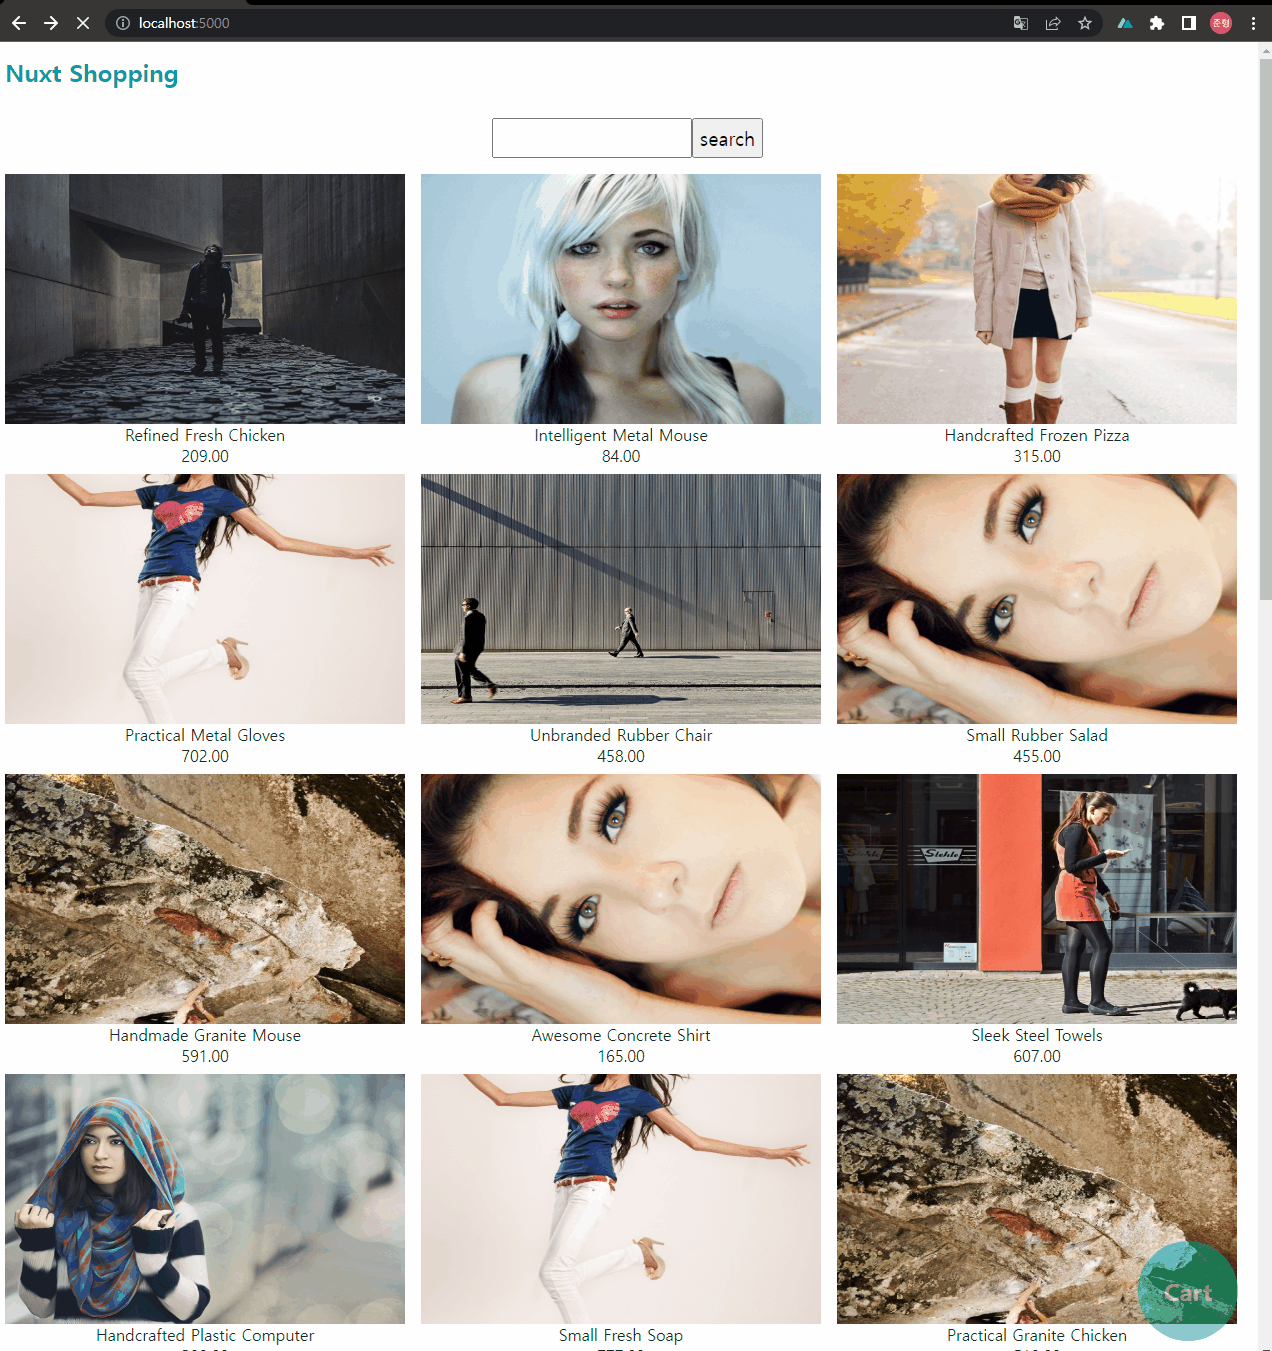 localhost:5000
준형
Nuxt Shopping
search
Refined Fresh Chicken
209.00
Intelligent Metal Mouse
84.00
Handcrafted Frozen Pizza
315.00
Practical Metal Gloves
702.00
Unbranded Rubber Chair
458.00
Small Rubber Salad
455.00
Handmade Granite Mouse
591.00
Awesome Concrete Shirt
165.00
Stehle
Sleek Steel Towels
607.00
Handcrafted Plastic Computer
Small Fresh Soap
Practical Granite Chicken
Cart